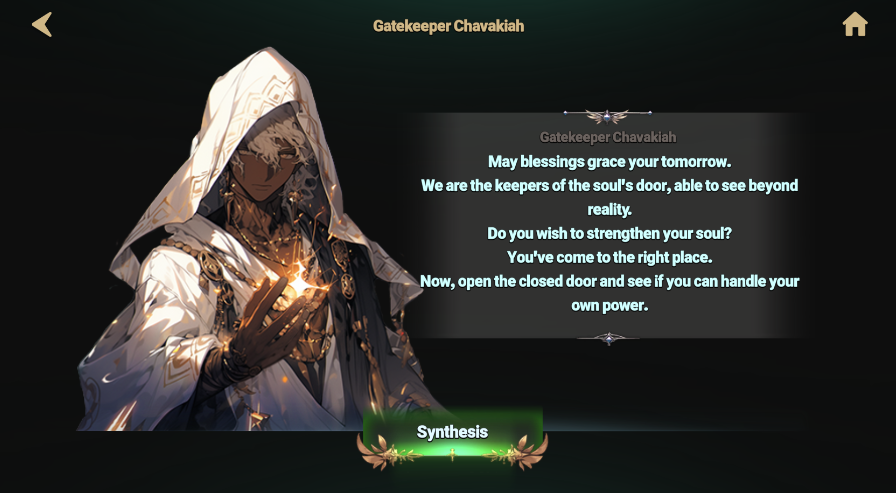 Gatekeeper Chavakiah
Gatekeeper Chavakiah
May blessings grace your tomorrow.
We are the keepers of the soul's door, able to see beyond
reality.
Do you wish to strengthen your soul?
You've come to the right place.
Now, open the closed door and see if you can handle your
own power.
Synthesis